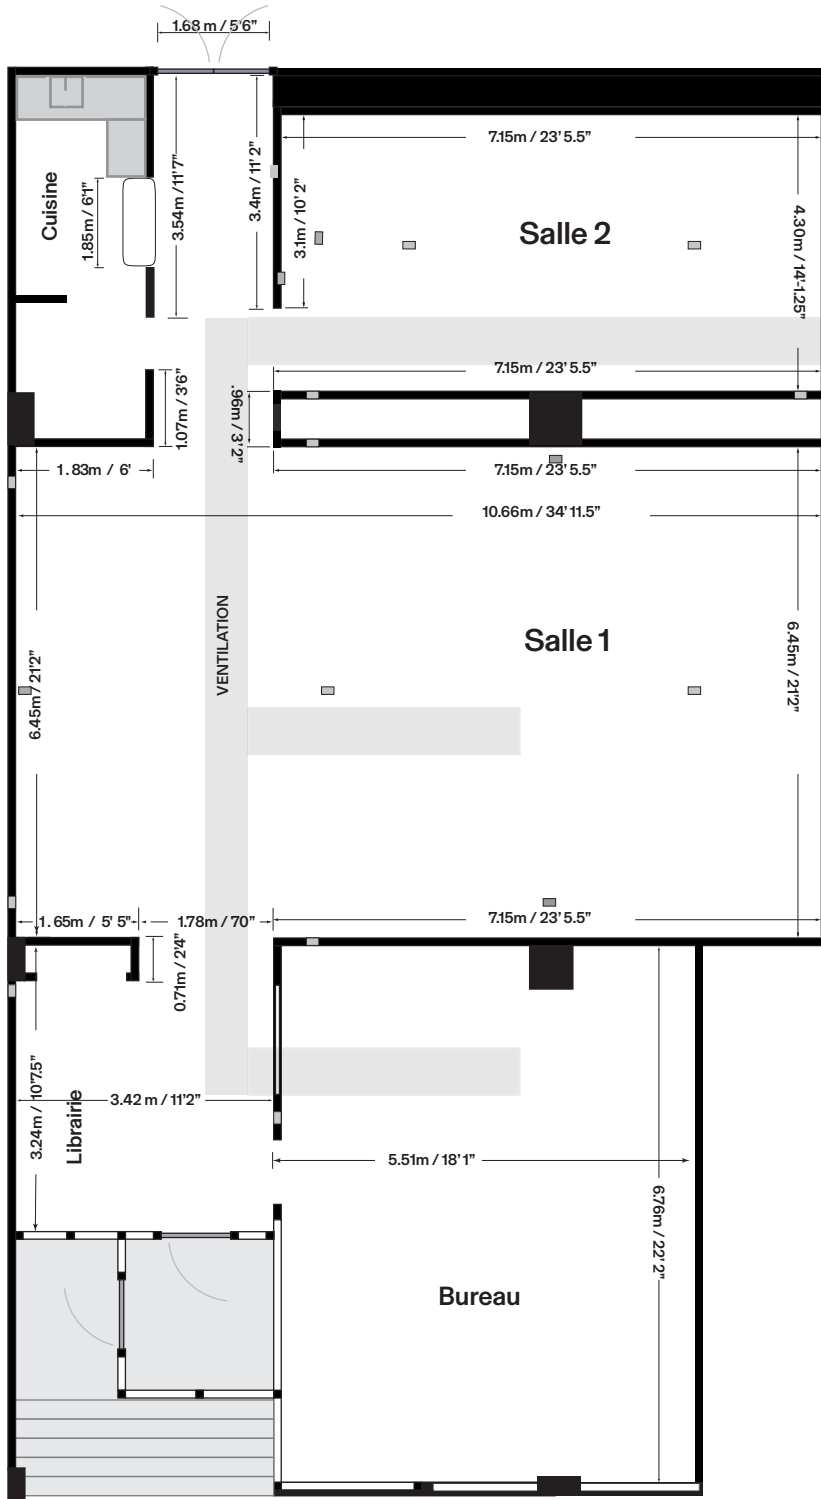 1.68 m / 5'6"
7.15m / 23' 5.5"
Cuisine
1.85m / 6'1"
3.54m /11'7"
3.4m / 11' 2"
3.1m / 10' 2"
Salle 2
4.30m / 14'-1.25"
7.15m / 23' 5.5"
1.07m / 3'6"
.96m / 3'2"
1.83m / 6'
7.15m / 23' 5.5"
10.66m / 34' 11.5"
VENTILATION
Salle 1
6.45m / 21'2"
6.45m / 21'2"
1.65m / 5' 5"
1.78m / 70"
7.15m / 23' 5.5"
0.71m / 2'4"
3.24m / 10'7.5"
Librairie
3.42 m / 11'2"
5.51m / 18' 1"
6.76m / 22' 2"
Bureau